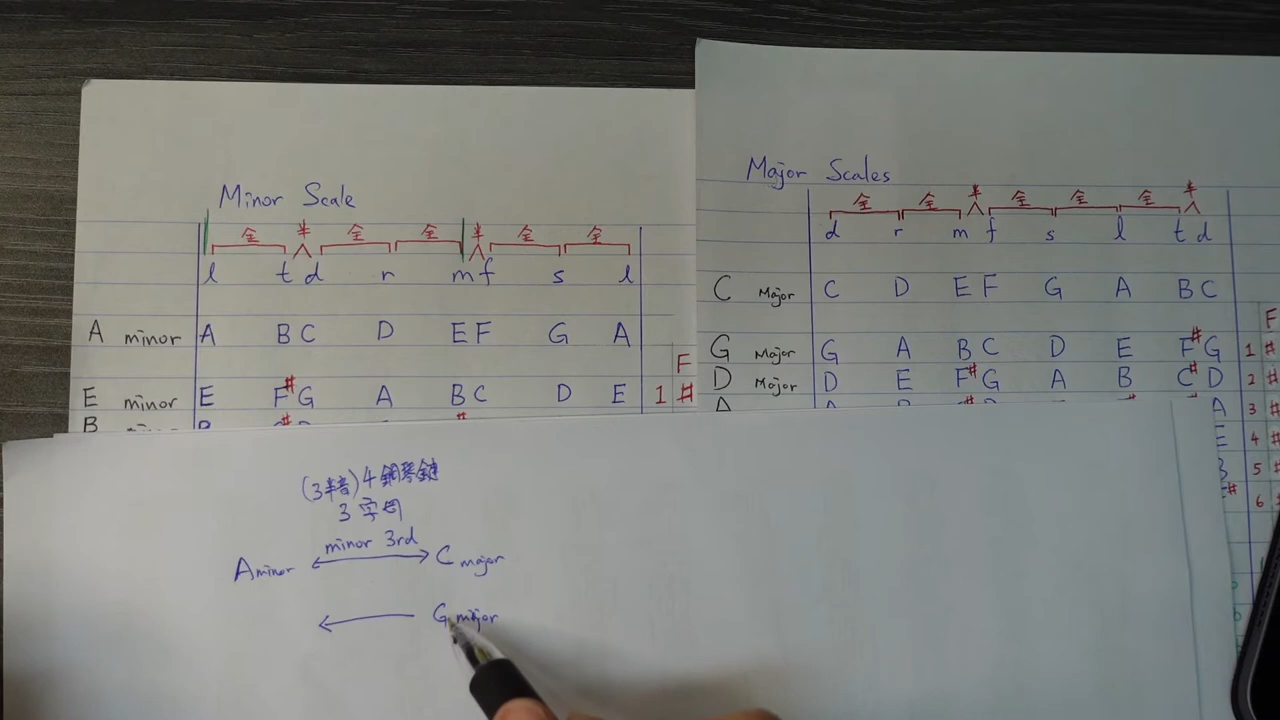 Minor Scale
全 半 全 全 半 全 全
l t d r m f s l
A minor A B C D E F G A
F
E minor E F# G A B C D E 1 #
B
Major Scales
全 全 半 全 全 全 半
d r m f s l t d
C Major C D E F G A B C
F
G Major G A B C D E F# G 1 #
D Major D E F# G A B C# D 2 #
A 3 #
4 #
5 #
6 #
(3半音) 4 鋼琴鍵
3 字母
minor 3rd
A minor C major
G major